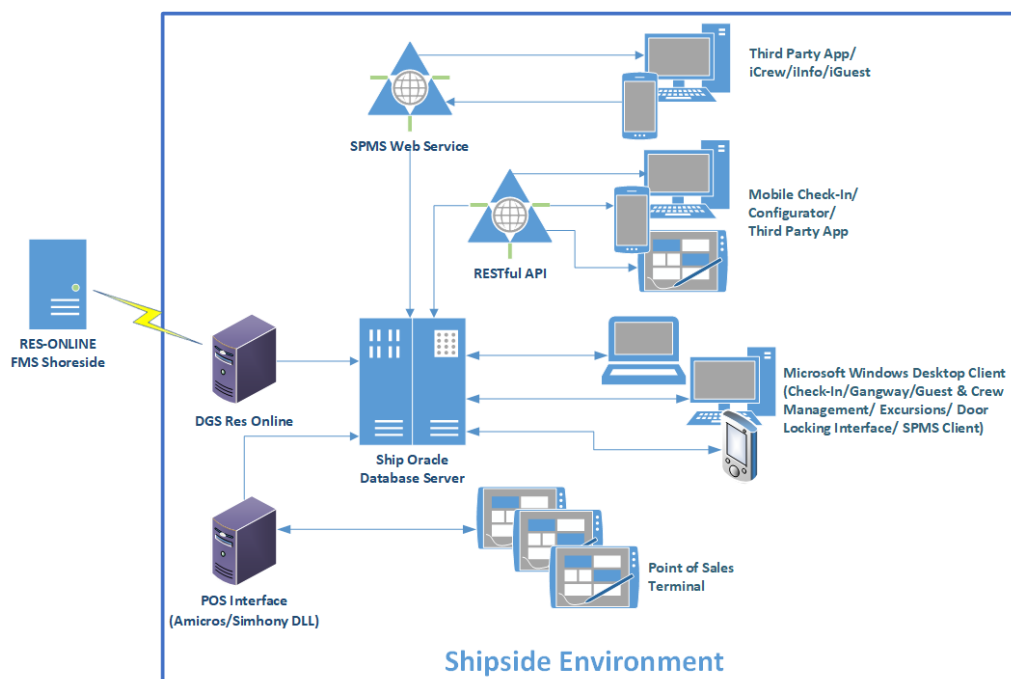 Third Party App/
iCrew/iInfo/iGuest
SPMS Web Service
Mobile Check-In/
Configurator/
Third Party App
RESTful API
RES-ONLINE
FMS Shoreside
DGS Res Online
Microsoft Windows Desktop Client
(Check-In/Gangway/Guest & Crew
Management/ Excursions/ Door
Locking Interface/ SPMS Client)
Ship Oracle
Database Server
POS Interface
(Amicros/Simhony DLL)
Point of Sales
Terminal
Shipside Environment